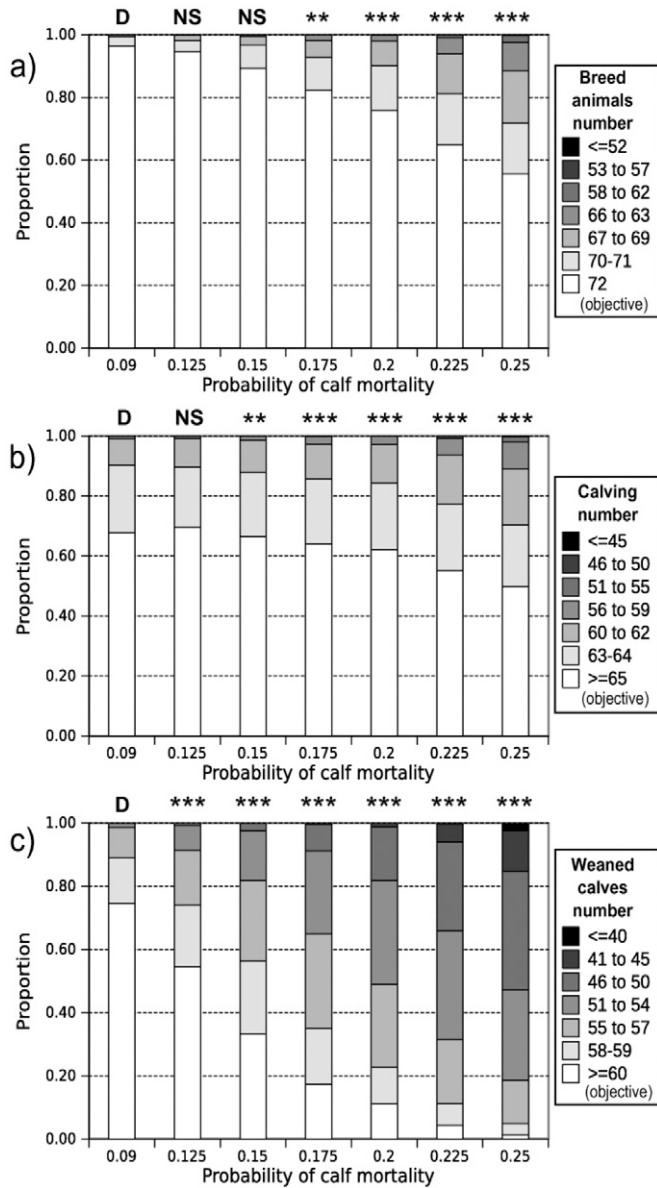 D NS NS ** *** *** ***
a)
1.00
0.80
0.60
0.40
0.20
0.00
Proportion
0.09 0.125 0.15 0.175 0.2 0.225 0.25
Probability of calf mortality
Breed
animals
number
<=52
53 to 57
58 to 62
66 to 63
67 to 69
70-71
72
(objective)
D NS ** *** *** *** ***
b)
1.00
0.80
0.60
0.40
0.20
0.00
Proportion
0.09 0.125 0.15 0.175 0.2 0.225 0.25
Probability of calf mortality
Calving
number
<=45
46 to 50
51 to 55
56 to 59
60 to 62
63-64
>=65
(objective)
D *** *** *** *** *** ***
c)
1.00
0.80
0.60
0.40
0.20
0.00
Proportion
0.09 0.125 0.15 0.175 0.2 0.225 0.25
Probability of calf mortality
Weaned
calves
number
<=40
41 to 45
46 to 50
51 to 54
55 to 57
58-59
>=60
(objective)